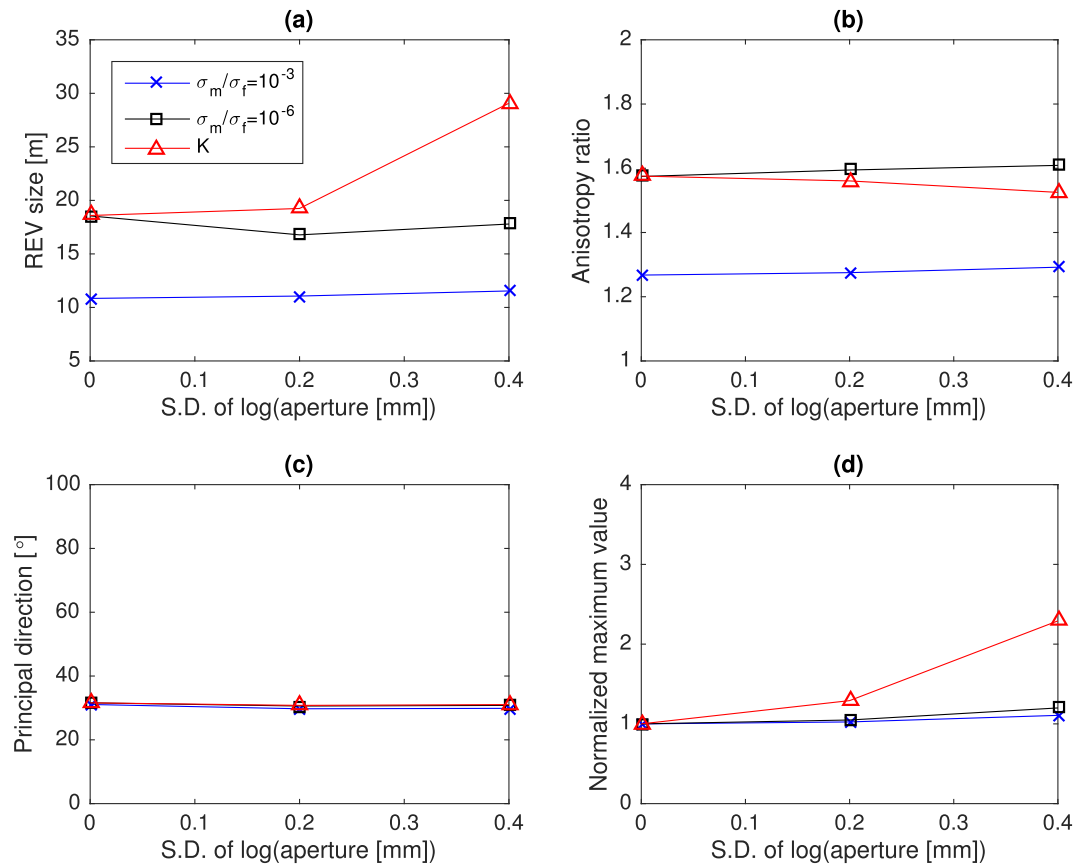 (a)
35
30
25
20
15
10
5
REV size [m]
σm/σf=10-3
σm/σf=10-6
K
0 0.1 0.2 0.3 0.4
S.D. of log(aperture [mm])
(b)
2
1.8
1.6
1.4
1.2
1
Anisotropy ratio
0 0.1 0.2 0.3 0.4
S.D. of log(aperture [mm])
(c)
100
80
60
40
20
0
Principal direction [°]
0 0.1 0.2 0.3 0.4
S.D. of log(aperture [mm])
(d)
4
3
2
1
0
Normalized maximum value
0 0.1 0.2 0.3 0.4
S.D. of log(aperture [mm])